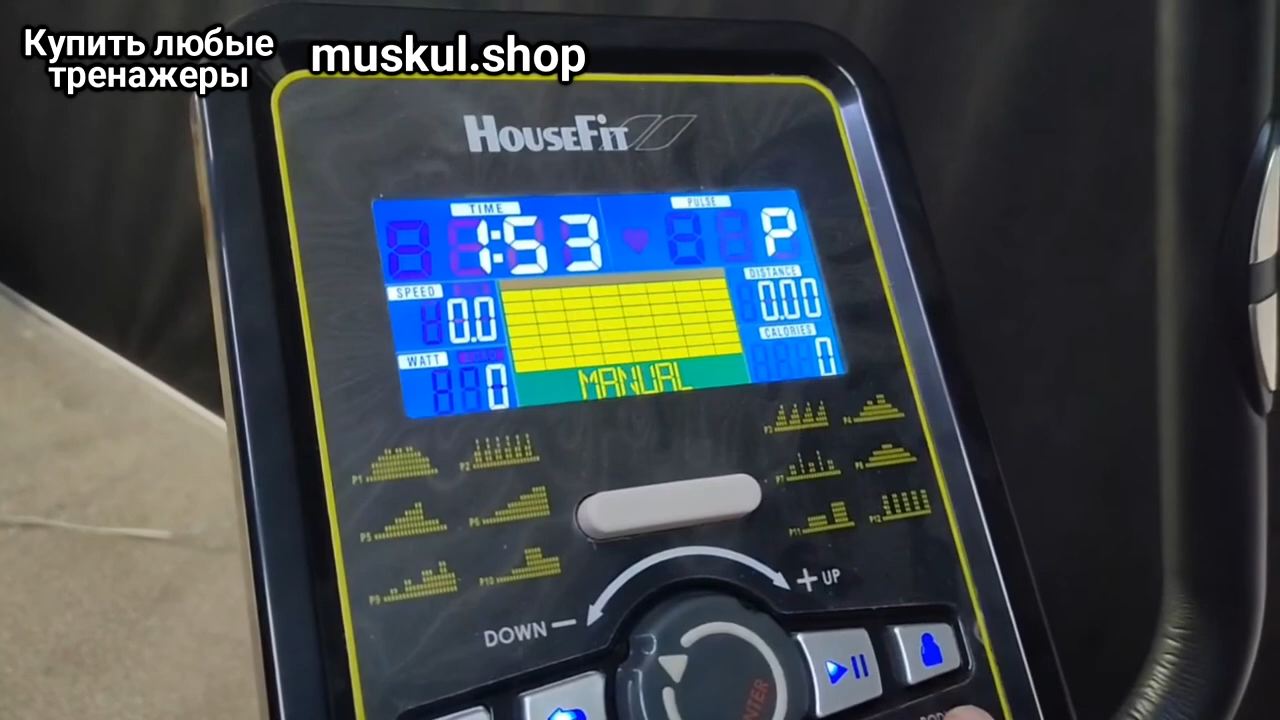 Купить любые
тренажеры
muskul.shop
HOUSEFIT
TIME
PULSE
1:53
P
SPEED
DISTANCE
0.0
0.00
WATT
CALORIES
0
0
MANUAL
P1
P2
P3
P4
P5
P6
P7
P8
P9
P10
P11
P12
DOWN —
+ UP
ENTER